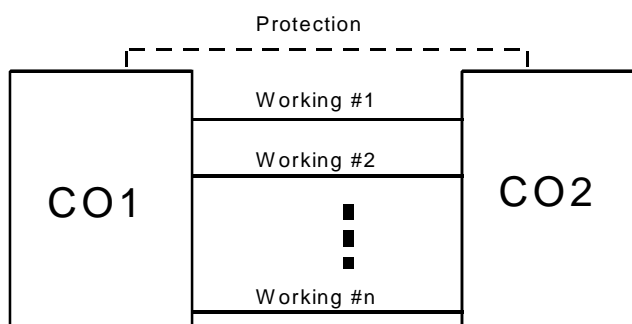 Protection
Working #1
Working #2
CO1
CO2
Working #n